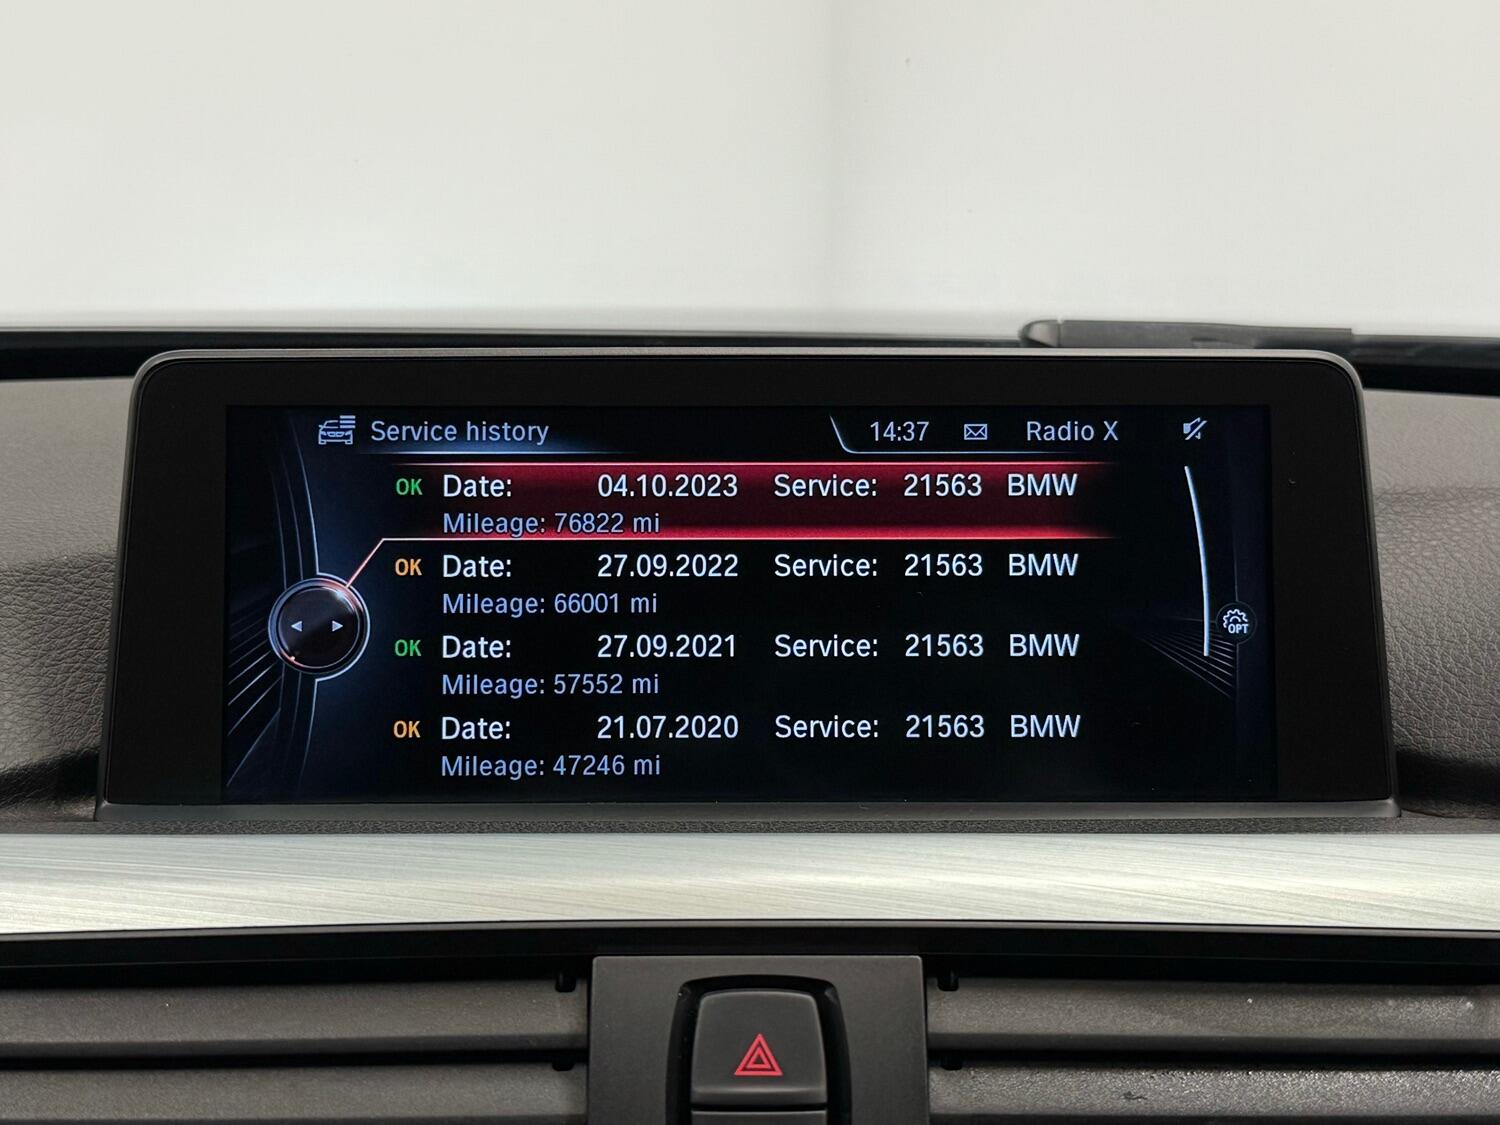 Service history 14:37 Radio X
OK Date: 04.10.2023 Service: 21563 BMW
Mileage: 76822 mi
OK Date: 27.09.2022 Service: 21563 BMW
Mileage: 66001 mi
OPT
OK Date: 27.09.2021 Service: 21563 BMW
Mileage: 57552 mi
OK Date: 21.07.2020 Service: 21563 BMW
Mileage: 47246 mi